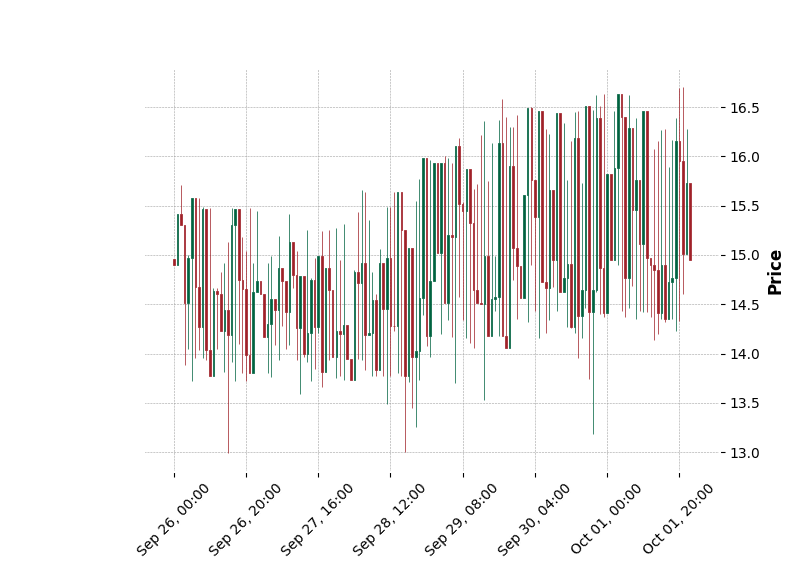 16.5
16.0
15.5
15.0
14.5
14.0
13.5
13.0
Price
Sep 26, 00:00
Sep 26, 20:00
Sep 27, 16:00
Sep 28, 12:00
Sep 29, 08:00
Sep 30, 04:00
Oct 01, 00:00
Oct 01, 20:00